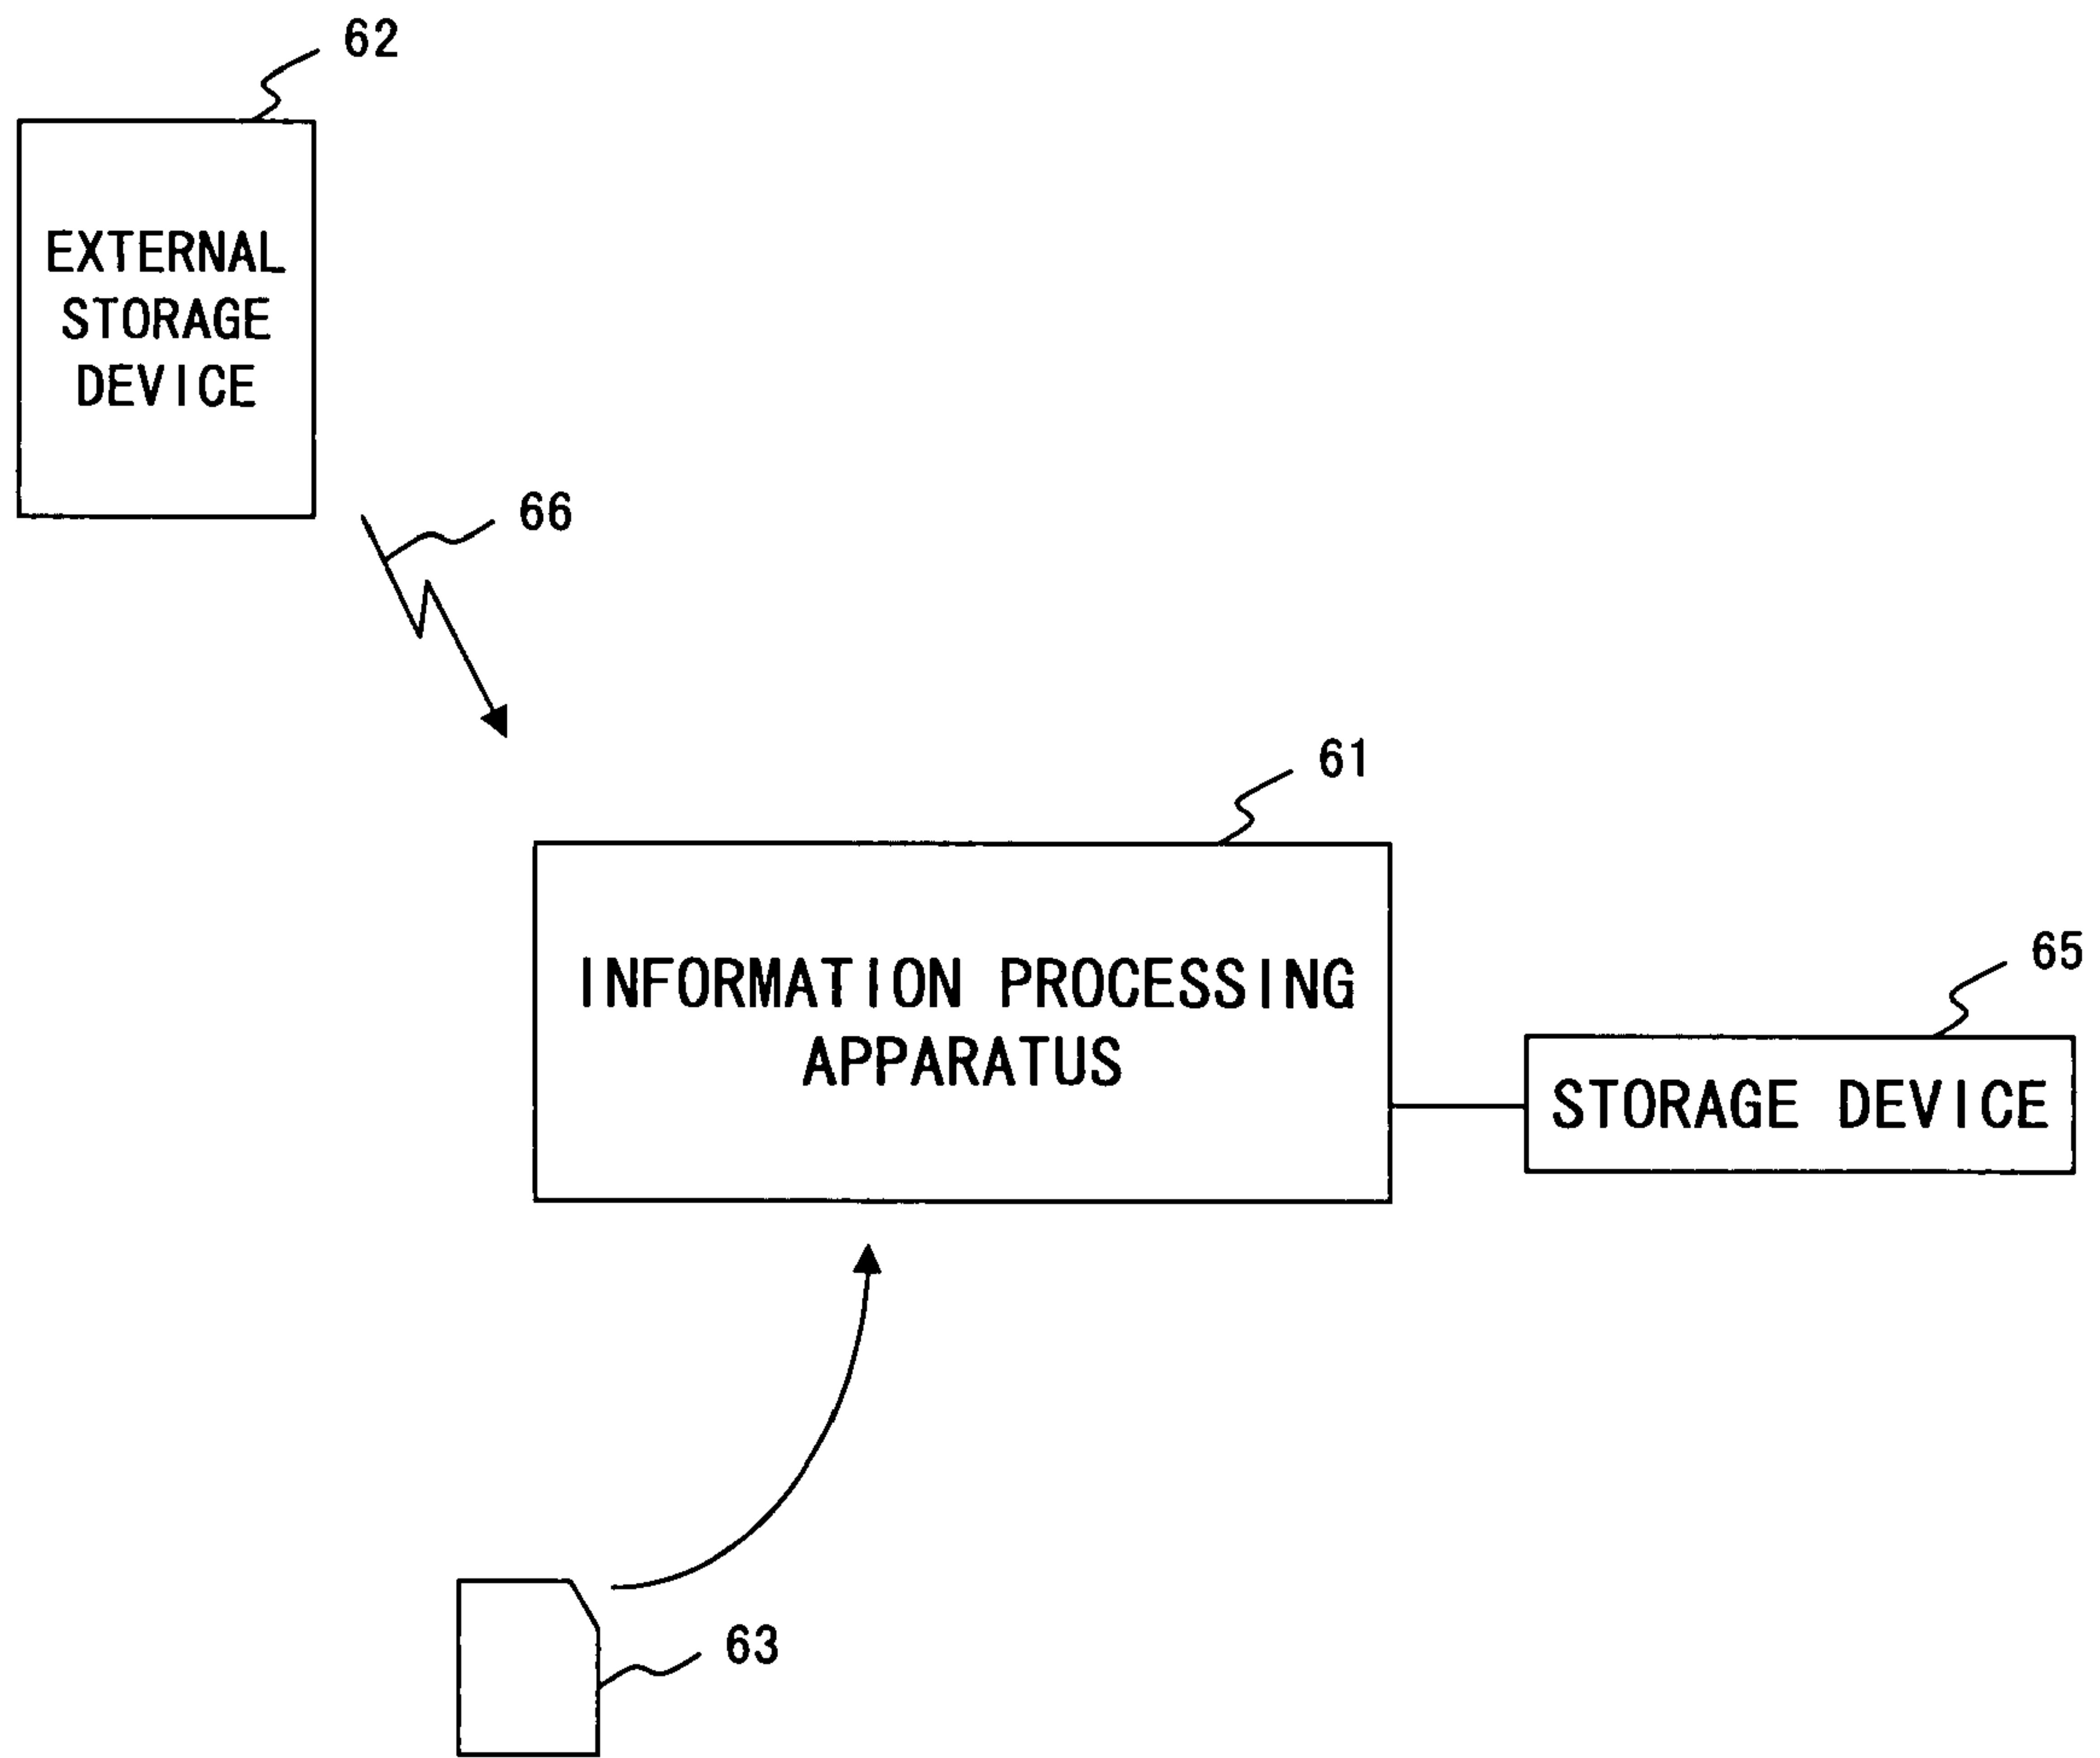 62
EXTERNAL
STORAGE
DEVICE
66
61
INFORMATION PROCESSING
APPARATUS
65
STORAGE DEVICE
63